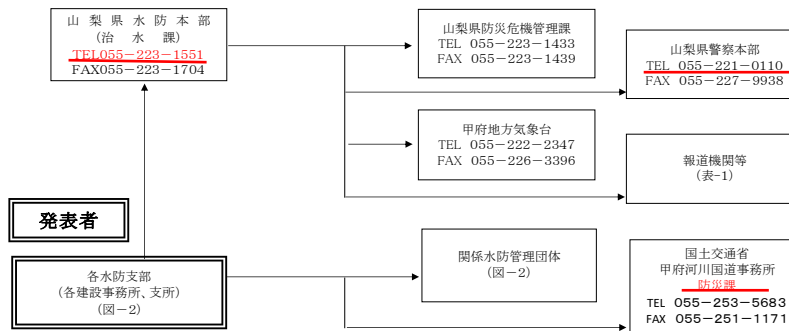 山 梨 県 水 防 本 部
(治　水　課)
TEL055−223−1551
FAX055−223−1704
山梨県防災危機管理課
TEL 055−223−1433
FAX 055−223−1439
山梨県警察本部
TEL 055−221−0110
FAX 055−227−9938
甲府地方気象台
TEL 055−222−2347
FAX 055−226−3396
報道機関等
(表-1)
発表者
各水防支部
(各建設事務所、支所)
(図−2)
関係水防管理団体
(図−2)
国土交通省
甲府河川国道事務所
防災課
TEL 055−253−5683
FAX 055−251−1171